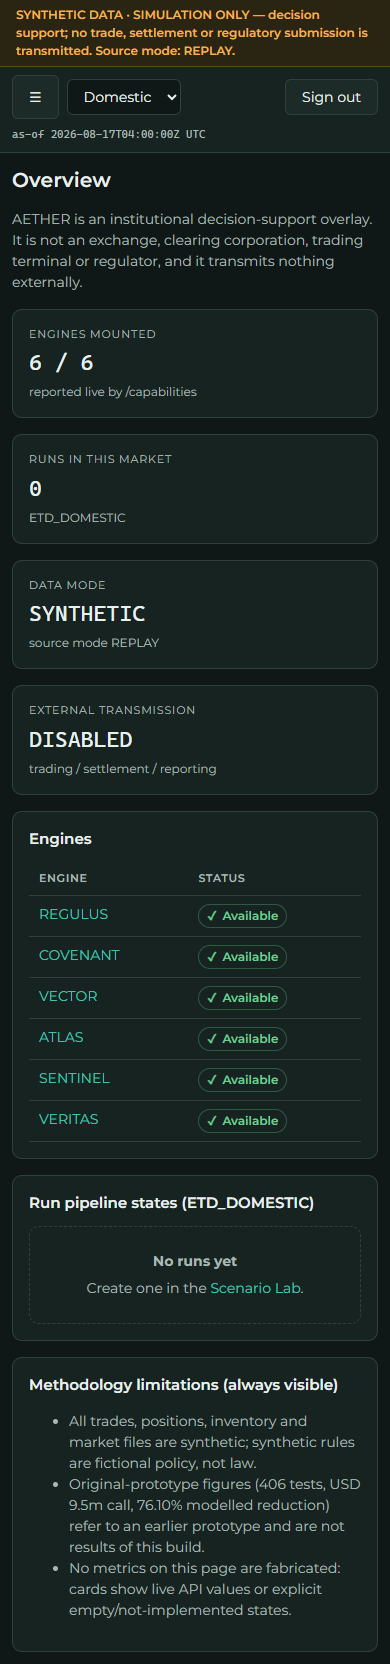 SYNTHETIC DATA · SIMULATION ONLY — decision
support; no trade, settlement or regulatory submission is
transmitted. Source mode: REPLAY.
☰
Domestic
Sign out
as-of 2026-08-17T04:00:00Z UTC
Overview
AETHER is an institutional decision-support overlay.
It is not an exchange, clearing corporation, trading
terminal or regulator, and it transmits nothing
externally.
ENGINES MOUNTED
6 / 6
reported live by /capabilities
RUNS IN THIS MARKET
0
ETD_DOMESTIC
DATA MODE
SYNTHETIC
source mode REPLAY
EXTERNAL TRANSMISSION
DISABLED
trading / settlement / reporting
Engines
ENGINE STATUS
REGULUS ✓ Available
COVENANT ✓ Available
VECTOR ✓ Available
ATLAS ✓ Available
SENTINEL ✓ Available
VERITAS ✓ Available
Run pipeline states (ETD_DOMESTIC)
No runs yet
Create one in the Scenario Lab.
Methodology limitations (always visible)
• All trades, positions, inventory and
market files are synthetic; synthetic rules
are fictional policy, not law.
• Original-prototype figures (406 tests, USD
9.5m call, 76.10% modelled reduction)
refer to an earlier prototype and are not
results of this build.
• No metrics on this page are fabricated:
cards show live API values or explicit
empty/not-implemented states.